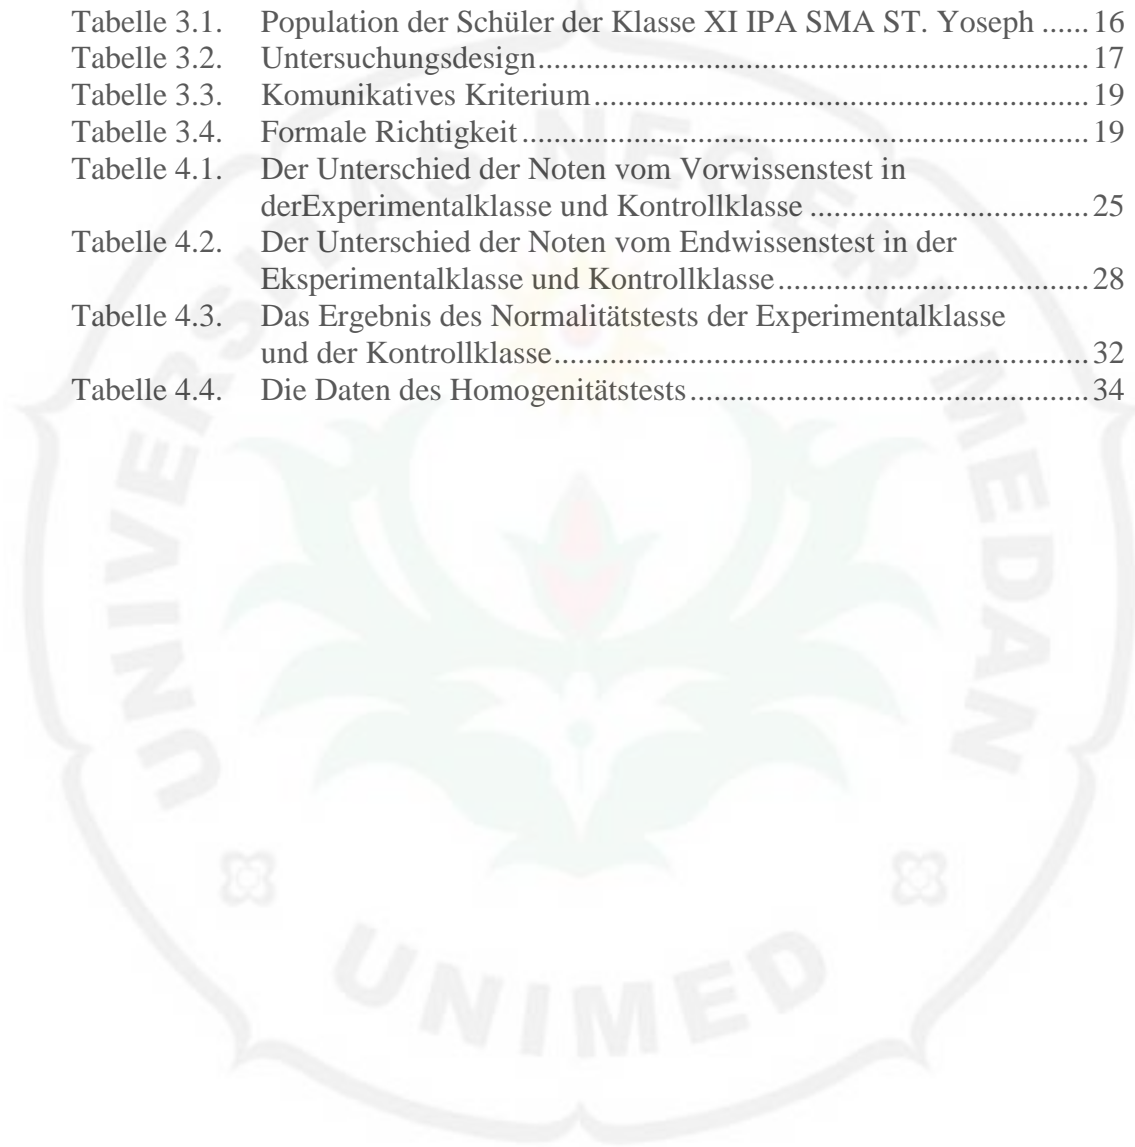 Tabelle 3.1. Population der Schüler der Klasse XI IPA SMA ST. Yoseph ......16
Tabelle 3.2. Untersuchungsdesign.................................................................17
Tabelle 3.3. Komunikatives Kriterium..........................................................19
Tabelle 3.4. Formale Richtigkeit...................................................................19
Tabelle 4.1. Der Unterschied der Noten vom Vorwissenstest in
derExperimentalklasse und Kontrollklasse .................................25
Tabelle 4.2. Der Unterschied der Noten vom Endwissenstest in der
Eksperimentalklasse und Kontrollklasse.....................................28
Tabelle 4.3. Das Ergebnis des Normalitätstests der Experimentalklasse
und der Kontrollklasse...............................................................32
Tabelle 4.4. Die Daten des Homogenitätstests...............................................34
UNIVERSITAS NEGERI MEDAN
UNIMED